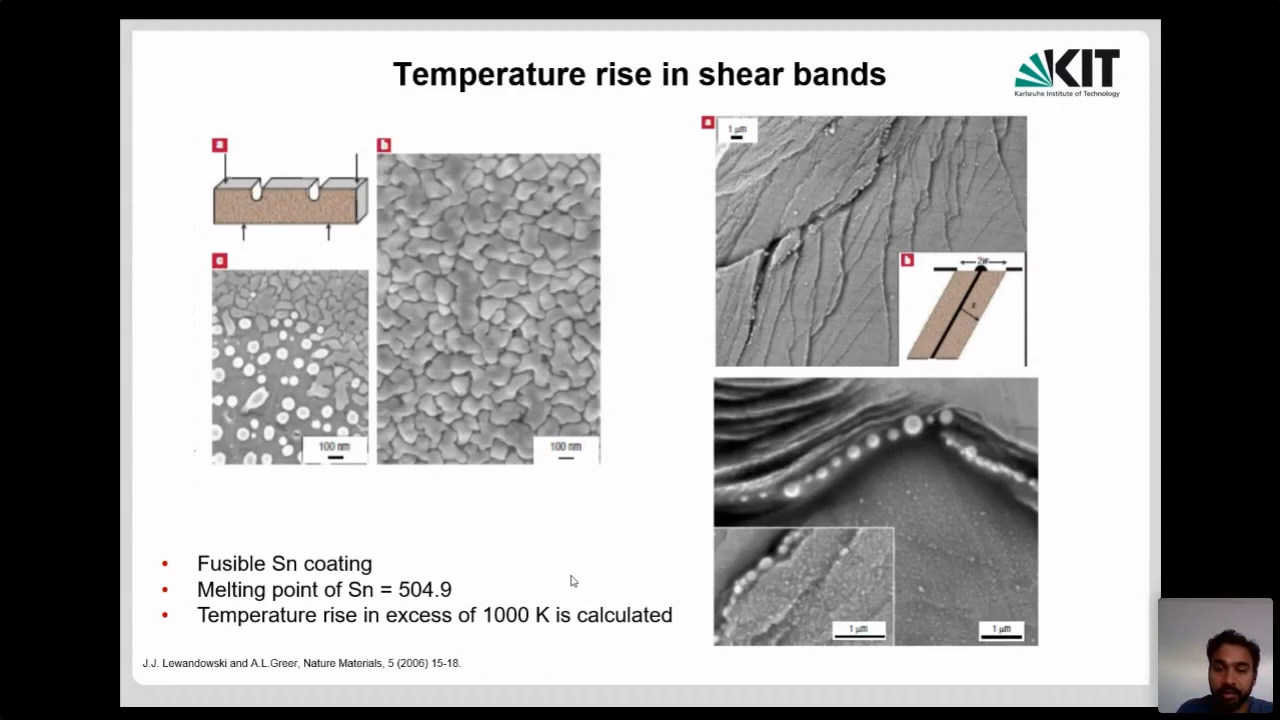 Temperature rise in shear bands
KIT
Karlsruhe Institute of Technology
a
b
c
100 nm
100 nm
a
1 µm
b
2w
x
1 µm
1 µm
• Fusible Sn coating
• Melting point of Sn = 504.9
• Temperature rise in excess of 1000 K is calculated
J.J. Lewandowski and A.L.Greer, Nature Materials, 5 (2006) 15-18.